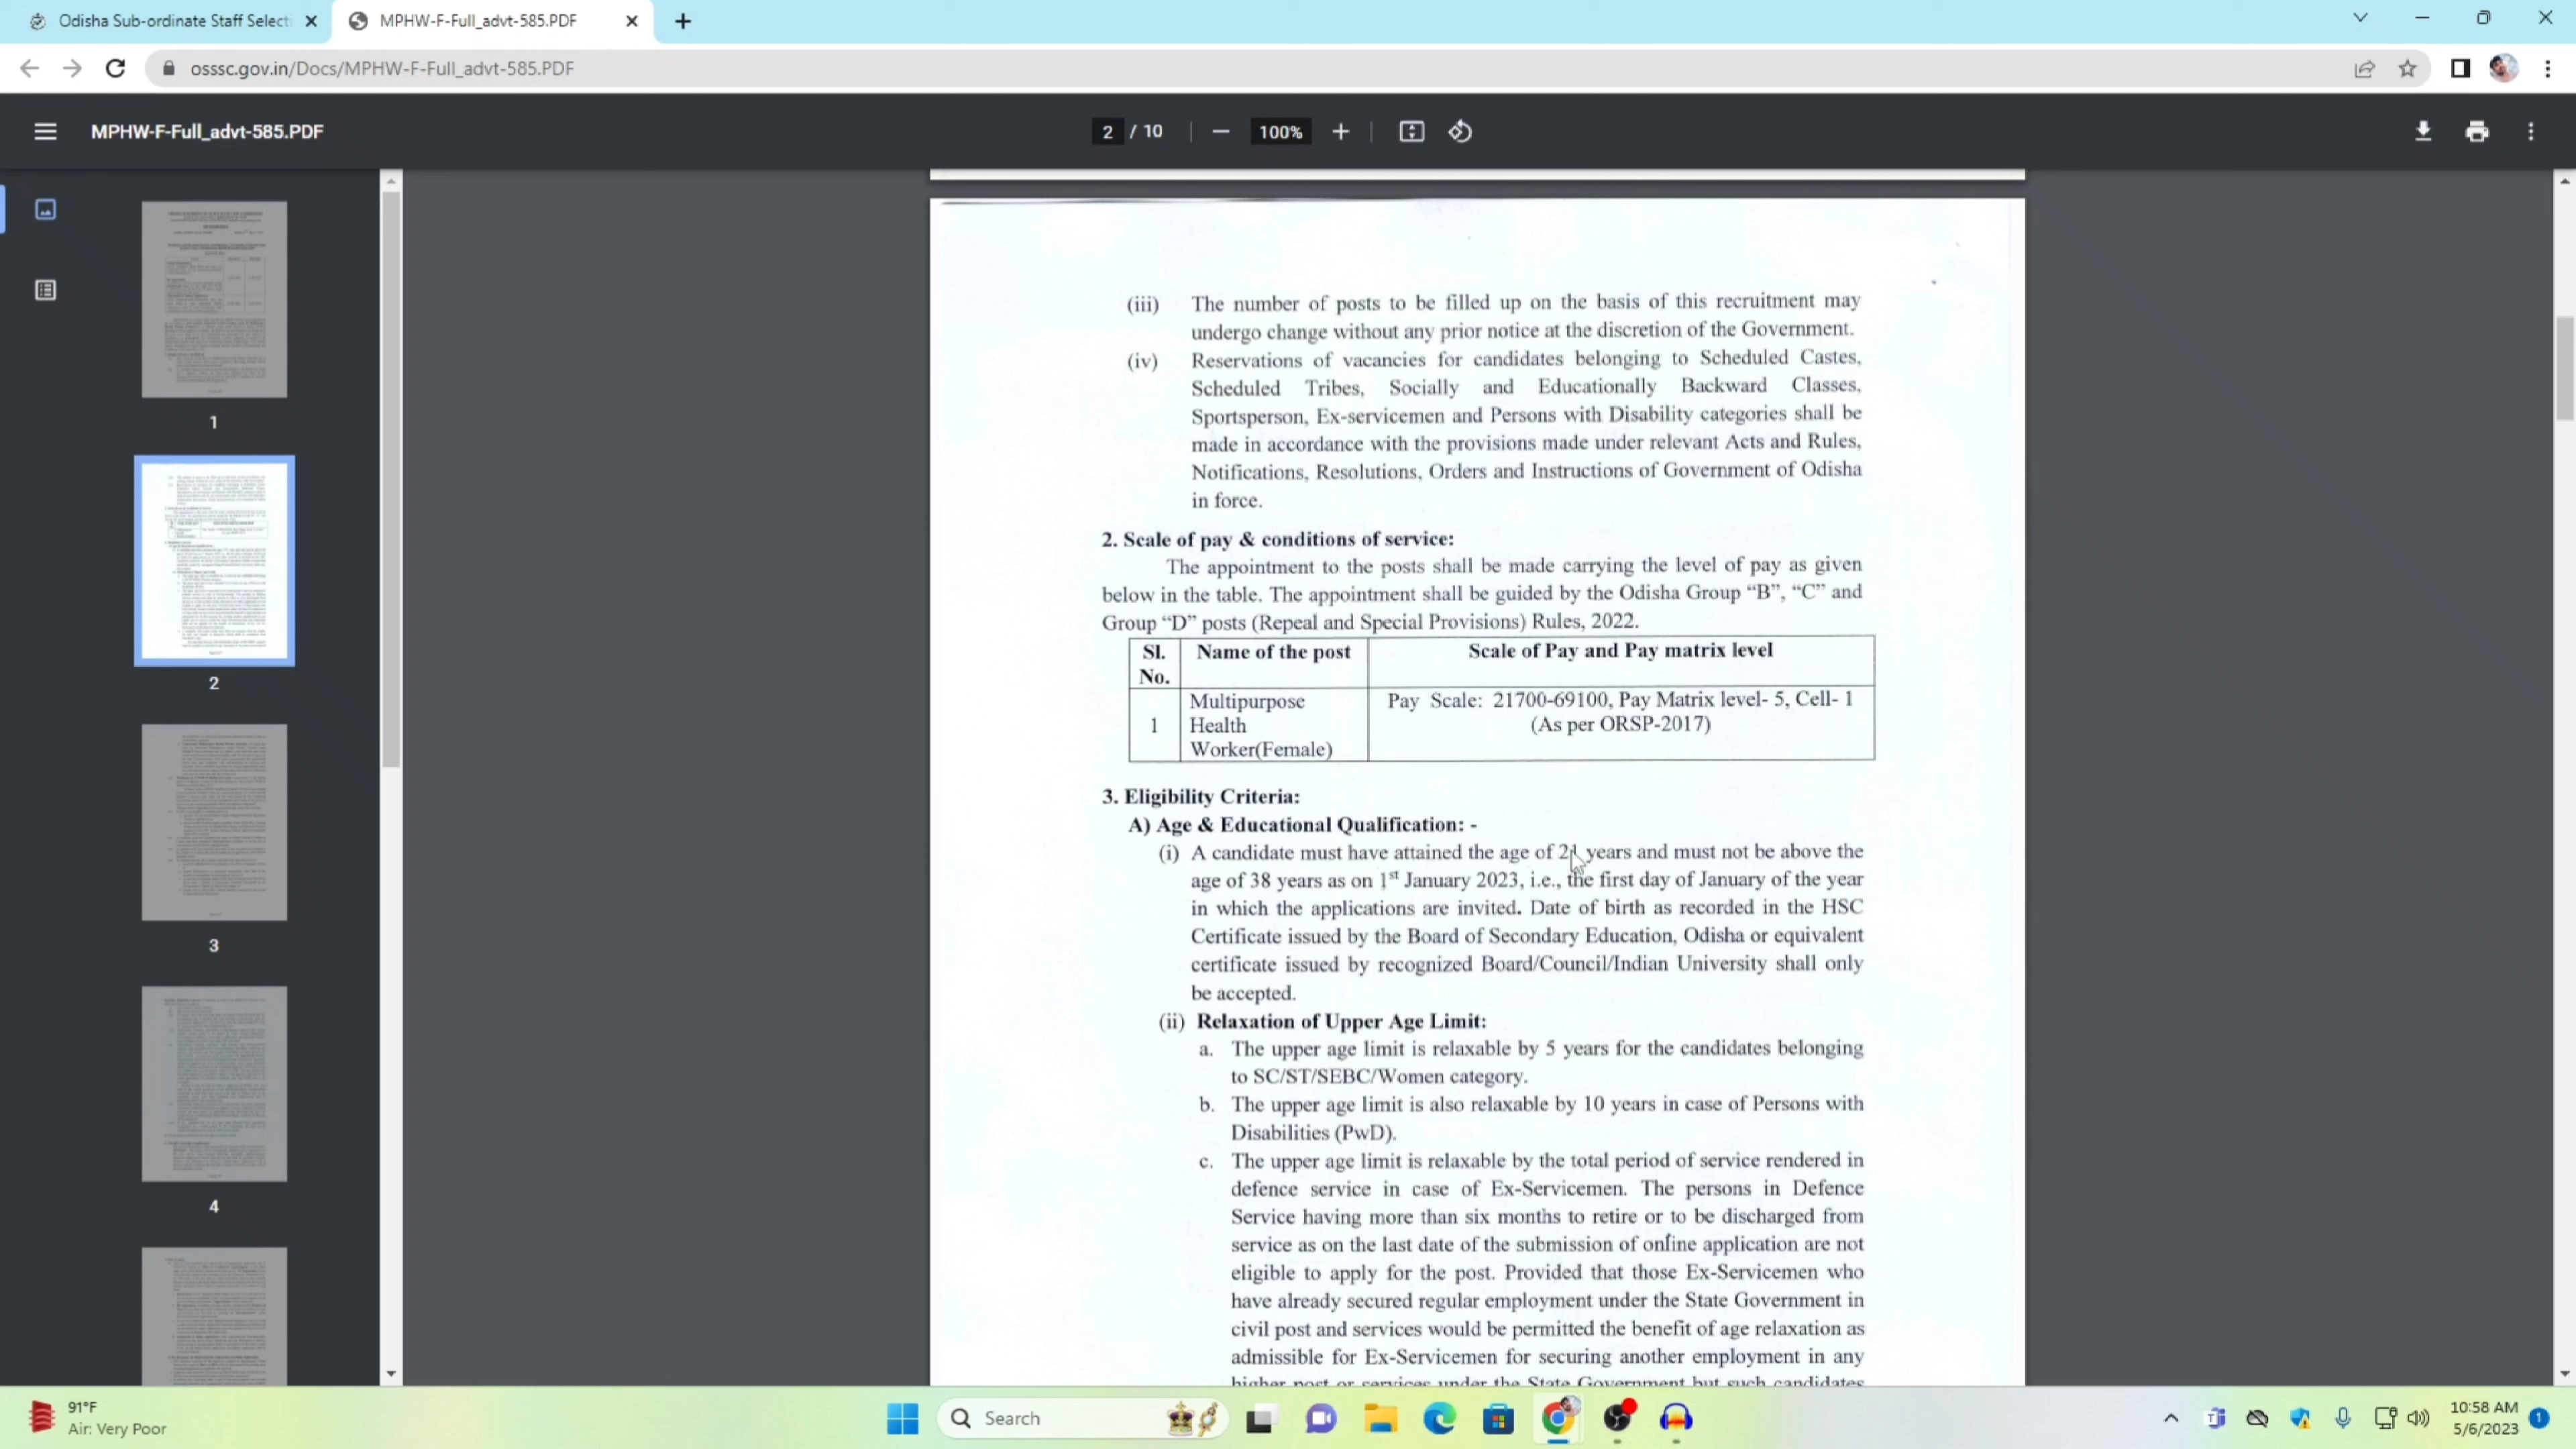 Odisha Sub-ordinate Staff Select
MPHW-F-Full_advt-585.PDF
osssc.gov.in/Docs/MPHW-F-Full_advt-585.PDF
MPHW-F-Full_advt-585.PDF
2 / 10
100%
1
2
3
4
(iii) The number of posts to be filled up on the basis of this recruitment may
undergo change without any prior notice at the discretion of the Government.
(iv) Reservations of vacancies for candidates belonging to Scheduled Castes,
Scheduled Tribes, Socially and Educationally Backward Classes,
Sportsperson, Ex-servicemen and Persons with Disability categories shall be
made in accordance with the provisions made under relevant Acts and Rules,
Notifications, Resolutions, Orders and Instructions of Government of Odisha
in force.
2. Scale of pay & conditions of service:
The appointment to the posts shall be made carrying the level of pay as given
below in the table. The appointment shall be guided by the Odisha Group “B”, “C” and
Group “D” posts (Repeal and Special Provisions) Rules, 2022.
Sl. No. Name of the post Scale of Pay and Pay matrix level
1 Multipurpose Health Worker(Female) Pay Scale: 21700-69100, Pay Matrix level- 5, Cell- 1
(As per ORSP-2017)
3. Eligibility Criteria:
A) Age & Educational Qualification: -
(i) A candidate must have attained the age of 21 years and must not be above the
age of 38 years as on 1st January 2023, i.e., the first day of January of the year
in which the applications are invited. Date of birth as recorded in the HSC
Certificate issued by the Board of Secondary Education, Odisha or equivalent
certificate issued by recognized Board/Council/Indian University shall only
be accepted.
(ii) Relaxation of Upper Age Limit:
a. The upper age limit is relaxable by 5 years for the candidates belonging
to SC/ST/SEBC/Women category.
b. The upper age limit is also relaxable by 10 years in case of Persons with
Disabilities (PwD).
c. The upper age limit is relaxable by the total period of service rendered in
defence service in case of Ex-Servicemen. The persons in Defence
Service having more than six months to retire or to be discharged from
service as on the last date of the submission of online application are not
eligible to apply for the post. Provided that those Ex-Servicemen who
have already secured regular employment under the State Government in
civil post and services would be permitted the benefit of age relaxation as
admissible for Ex-Servicemen for securing another employment in any
higher post or services under the State Government but such candidates
91°F
Air: Very Poor
Search
10:58 AM
5/6/2023
1